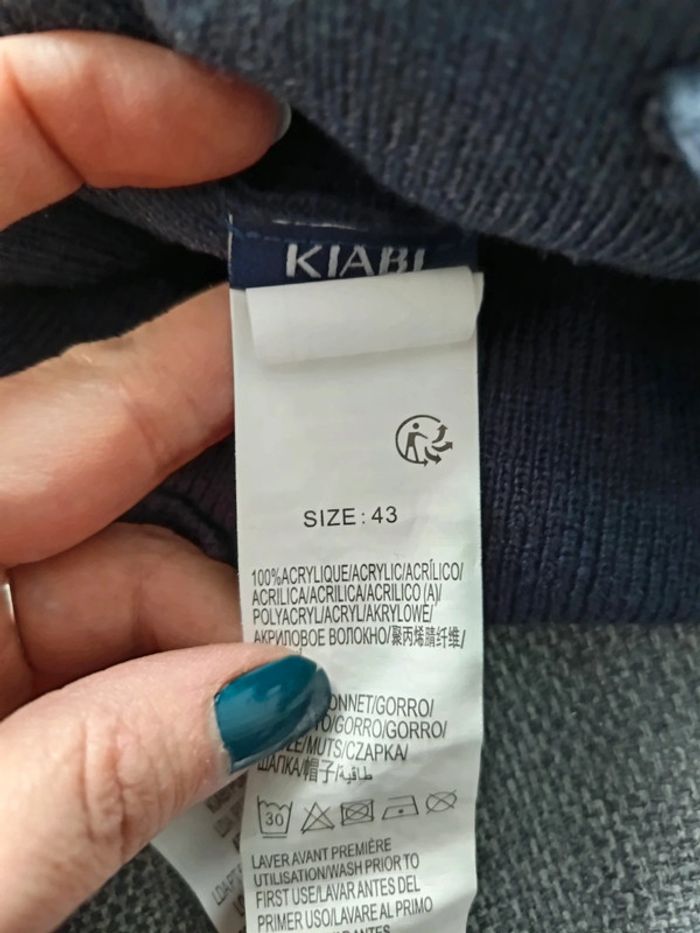 KIABI
SIZE : 43
100%ACRYLIQUE/ACRYLIC/ACRÍLICO/
ACRILICA/ACRILICA/ACRILICO (A)/
POLYACRYL/ACRYL/AKRYLOWE/
АКРИЛОВОЕ ВОЛОКНО/聚丙烯腈纤维/
/GORRO/
/GORRO/GORRO/
/MUTS/CZAPKA/
ШАПКА/帽子/طاقية/
30
LAVER AVANT PREMIÈRE
UTILISATION/WASH PRIOR TO
FIRST USE/LAVAR ANTES DEL
PRIMER USO/LAVARE AL PRIMO